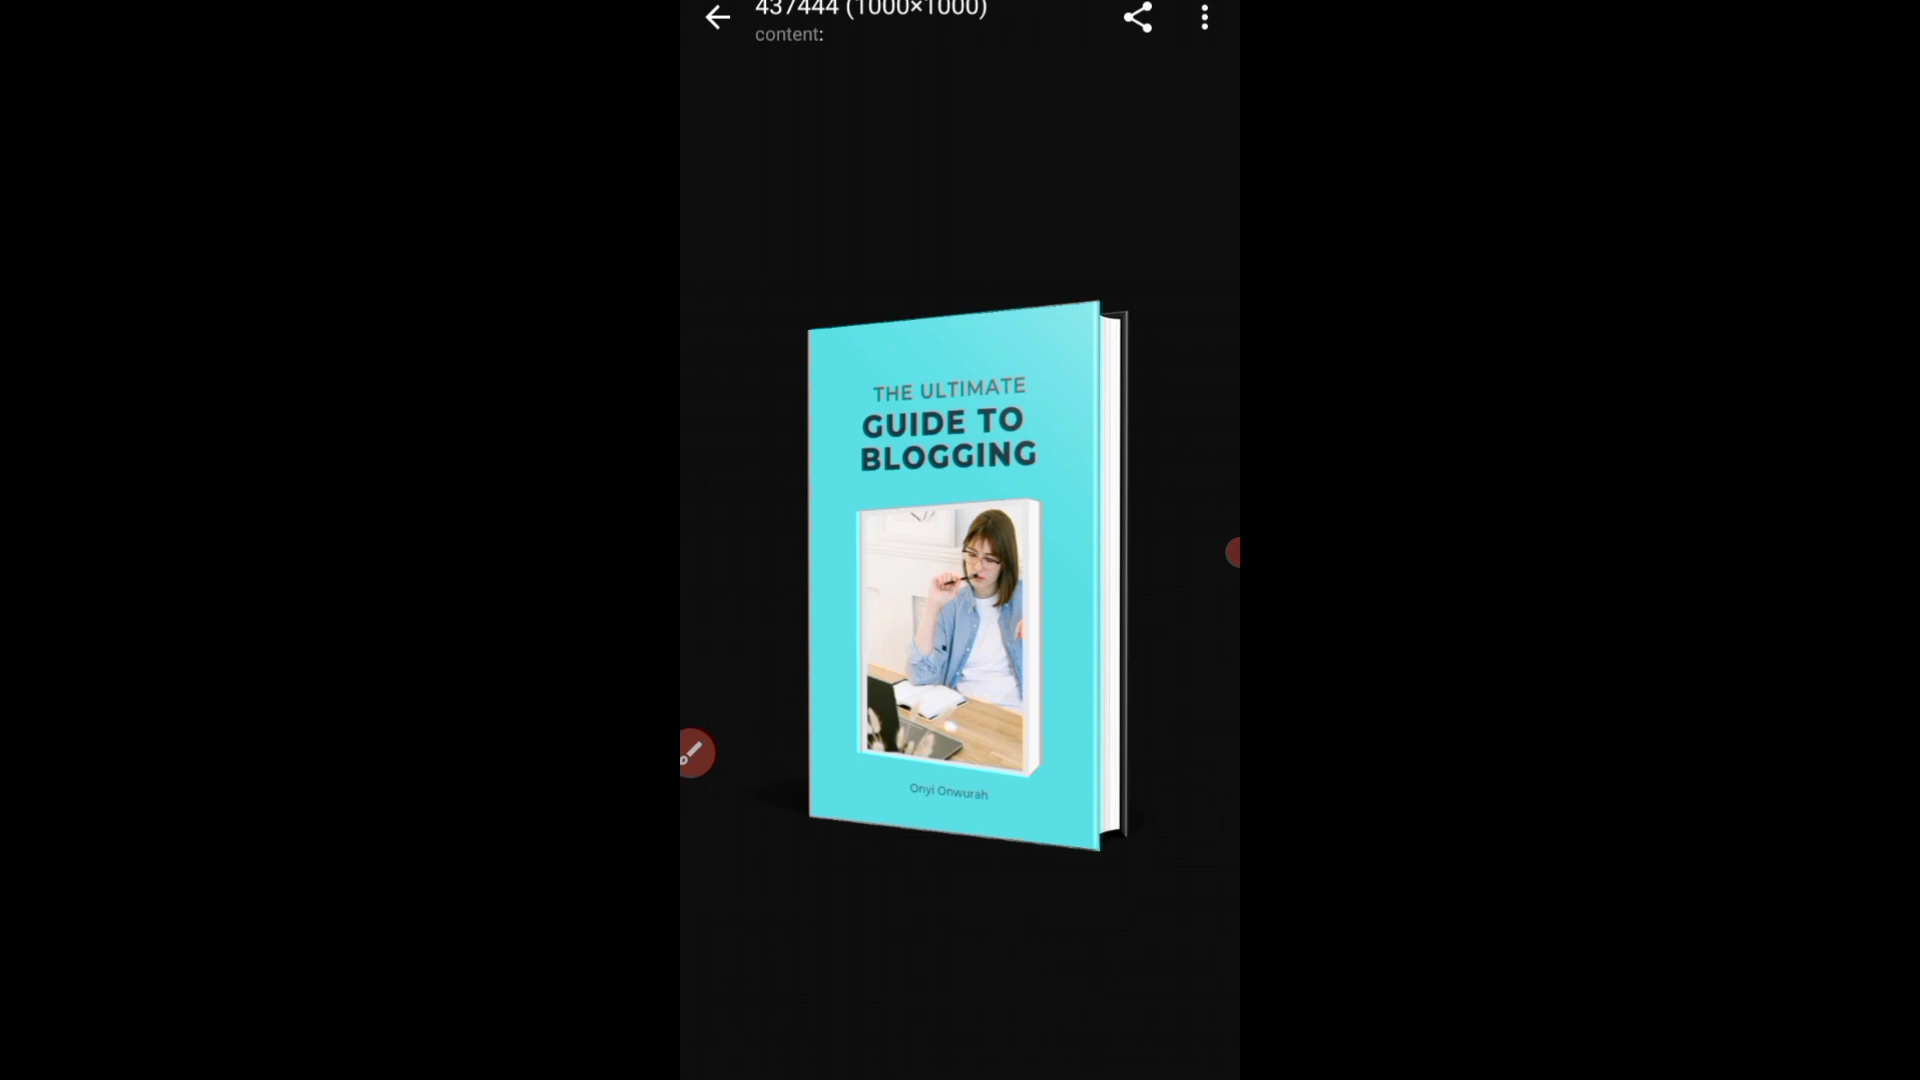 437444 (1000×1000)
content:
THE ULTIMATE
GUIDE TO
BLOGGING
Onyi Onwurah